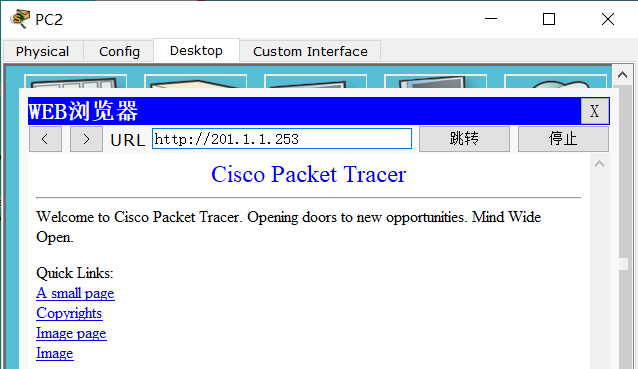 PC2
Physical Config Desktop Custom Interface
WEB浏览器 X
< > URL http://201.1.1.253 跳转 停止
Cisco Packet Tracer
Welcome to Cisco Packet Tracer. Opening doors to new opportunities. Mind Wide
Open.
Quick Links:
A small page
Copyrights
Image page
Image